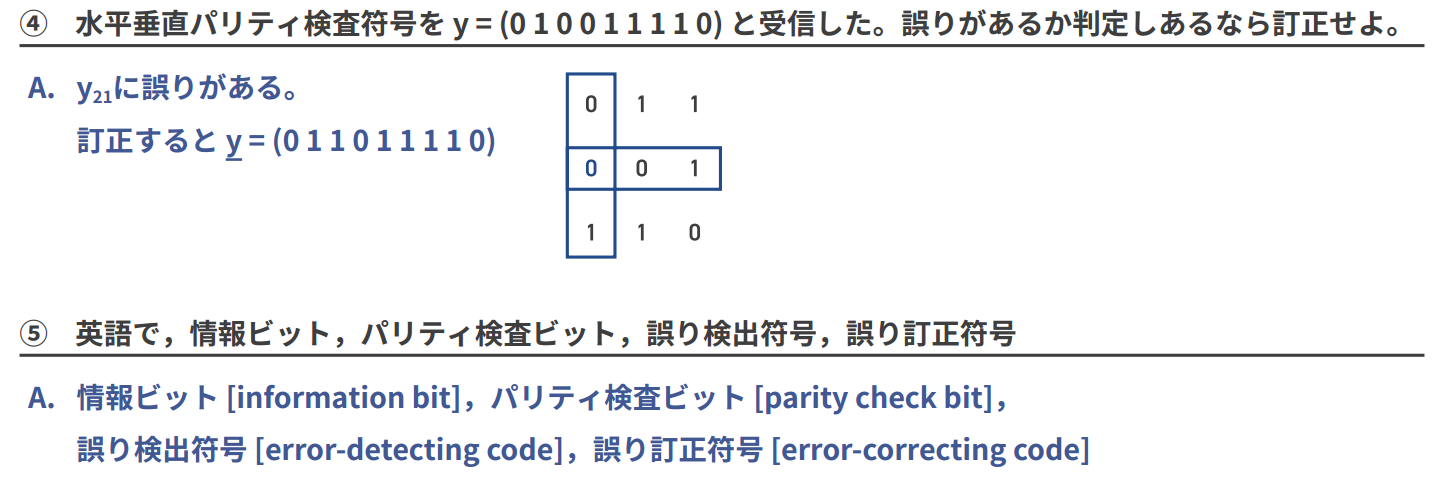 ④ 水平垂直パリティ検査符号を y = (0 1 0 0 1 1 1 1 0) と受信した。誤りがあるか判定しあるなら訂正せよ。
A. y21に誤りがある。
訂正すると y = (0 1 1 0 1 1 1 1 0)
0 1 1
0 0 1
1 1 0
⑤ 英語で，情報ビット，パリティ検査ビット，誤り検出符号，誤り訂正符号
A. 情報ビット [information bit]，パリティ検査ビット [parity check bit]，
誤り検出符号 [error-detecting code]，誤り訂正符号 [error-correcting code]